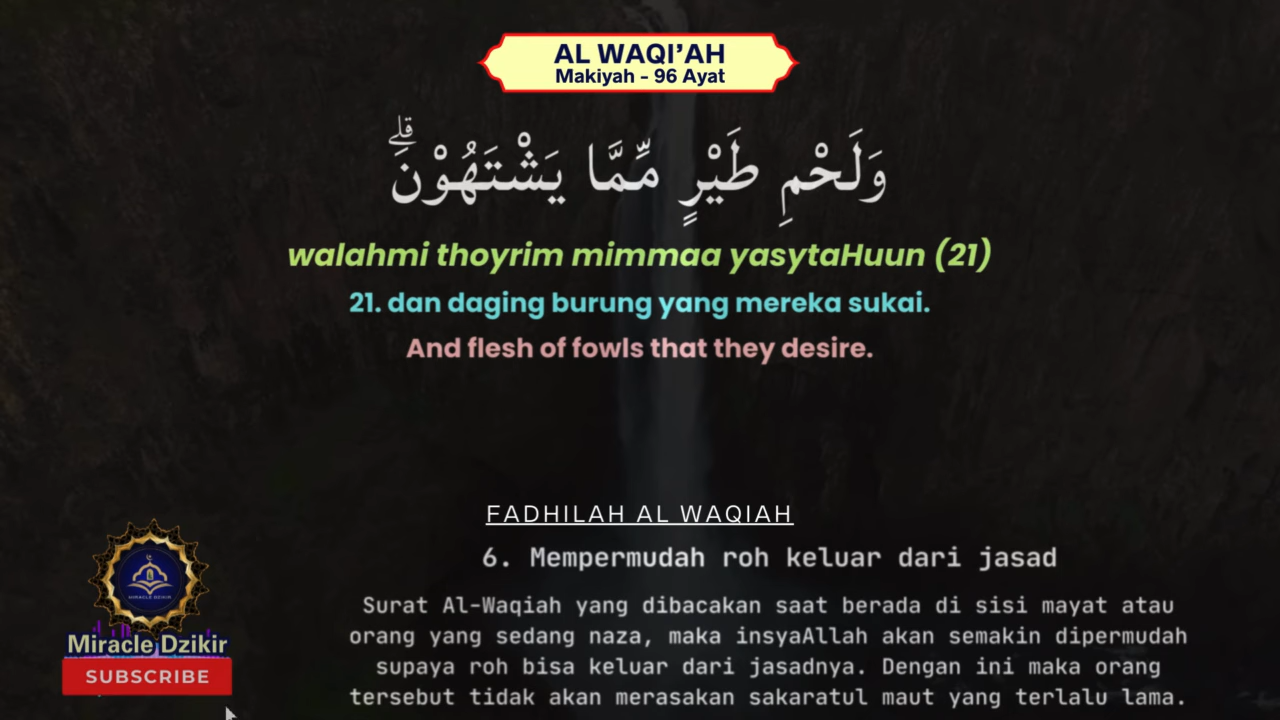 AL WAQI'AH
Makiyah - 96 Ayat
وَلَحْمِ طَيْرٍ مِّمَّا يَشْتَهُوْنَۗ
walahmi thoyrim mimmaa yasytaHuun (21)
21. dan daging burung yang mereka sukai.
And flesh of fowls that they desire.
FADHILAH AL WAQIAH
6. Mempermudah roh keluar dari jasad
Surat Al-Waqiah yang dibacakan saat berada di sisi mayat atau
orang yang sedang naza, maka insyaAllah akan semakin dipermudah
supaya roh bisa keluar dari jasadnya. Dengan ini maka orang
tersebut tidak akan merasakan sakaratul maut yang terlalu lama.
MIRACLE DZIKIR
Miracle Dzikir
SUBSCRIBE